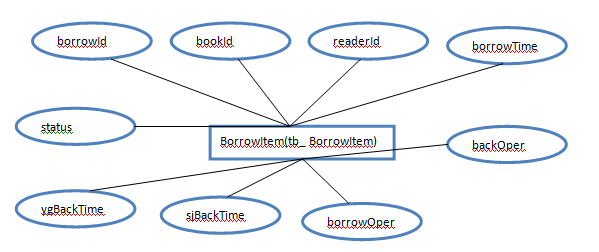 borrowId
bookId
readerId
borrowTime
status
BorrowItem(tb_ BorrowItem)
backOper
ygBackTime
sjBackTime
borrowOper